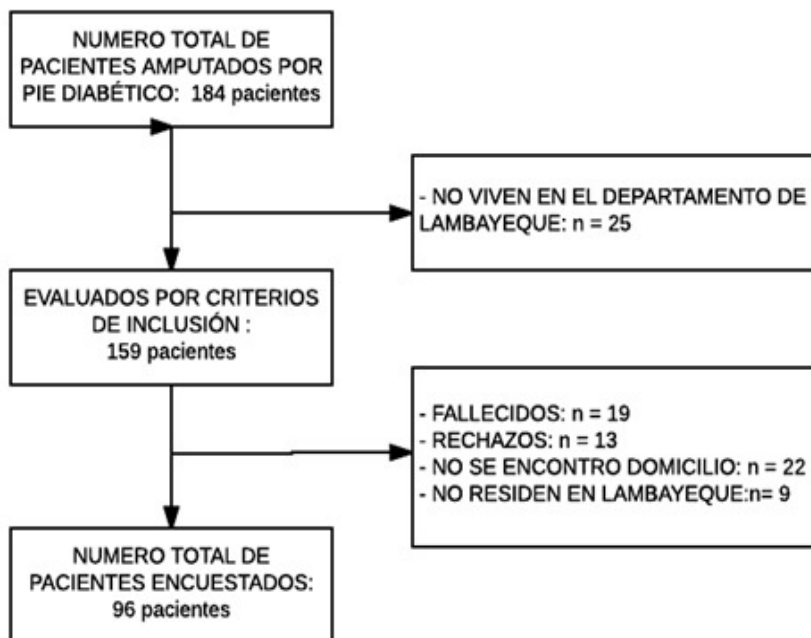 NUMERO TOTAL DE
PACIENTES AMPUTADOS POR
PIE DIABÉTICO: 184 pacientes
- NO VIVEN EN EL DEPARTAMENTO DE
LAMBAYEQUE: n = 25
EVALUADOS POR CRITERIOS
DE INCLUSIÓN :
159 pacientes
- FALLECIDOS: n = 19
- RECHAZOS: n = 13
- NO SE ENCONTRO DOMICILIO: n = 22
- NO RESIDEN EN LAMBAYEQUE:n= 9
NUMERO TOTAL DE
PACIENTES ENCUESTADOS:
96 pacientes